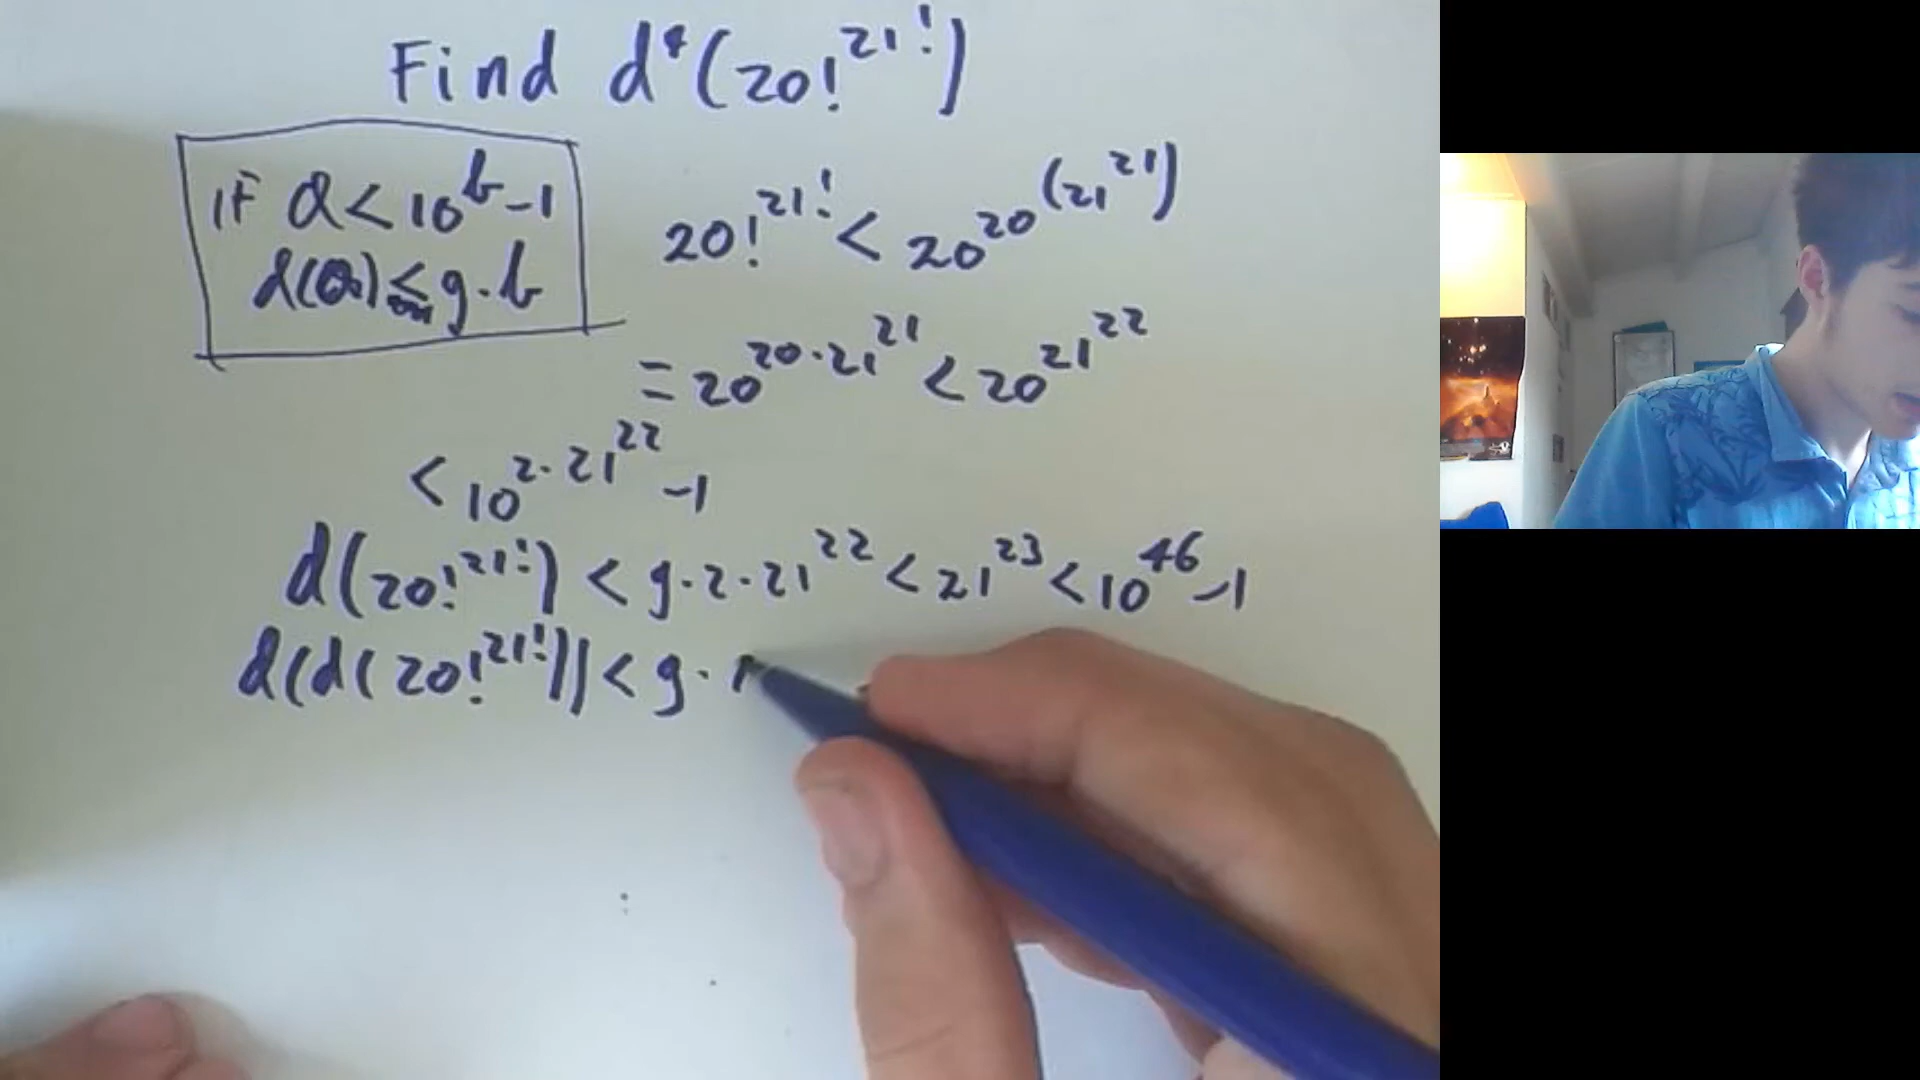 Find d⁴(20!^21!)
IF a < 10^b - 1
d(a) ≤ 9·b
20!^21! < 20^20^(21^21)
= 20^20·21^21 < 20^21^22
< 10^2·21^22 - 1
d(20!^21!) < 9·2·21^22 < 21^23 < 10^46 - 1
d(d(20!^21!)) < 9·